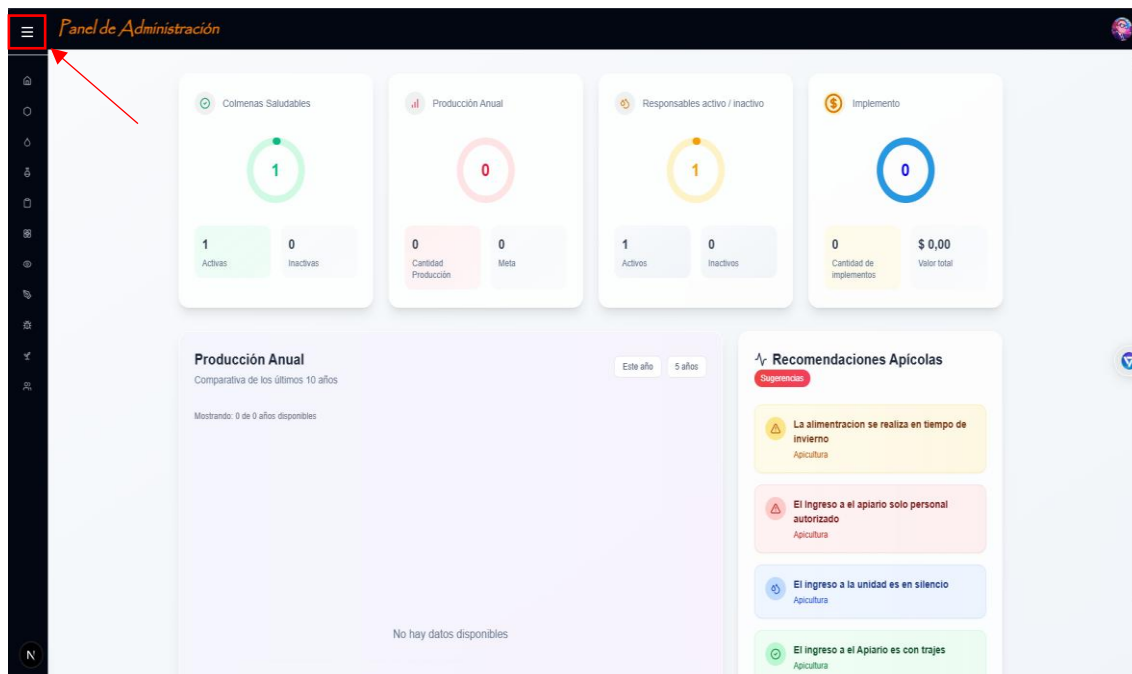 Panel de Administración
Colmenas Saludables
1
1
Activas
0
Inactivas
Producción Anual
0
0
Cantidad
Producción
0
Meta
Responsables activo / inactivo
1
1
Activos
0
Inactivos
$
Implemento
0
0
Cantidad de
implementos
$ 0,00
Valor total
Producción Anual
Comparativa de los últimos 10 años
Este año
5 años
Mostrando: 0 de 0 años disponibles
No hay datos disponibles
Recomendaciones Apícolas
Sugerencias
La alimentracion se realiza en tiempo de
invierno
Apicultura
El Ingreso a el apiario solo personal
autorizado
Apicultura
El ingreso a la unidad es en silencio
Apicultura
El ingreso a el Apiario es con trajes
Apicultura
N